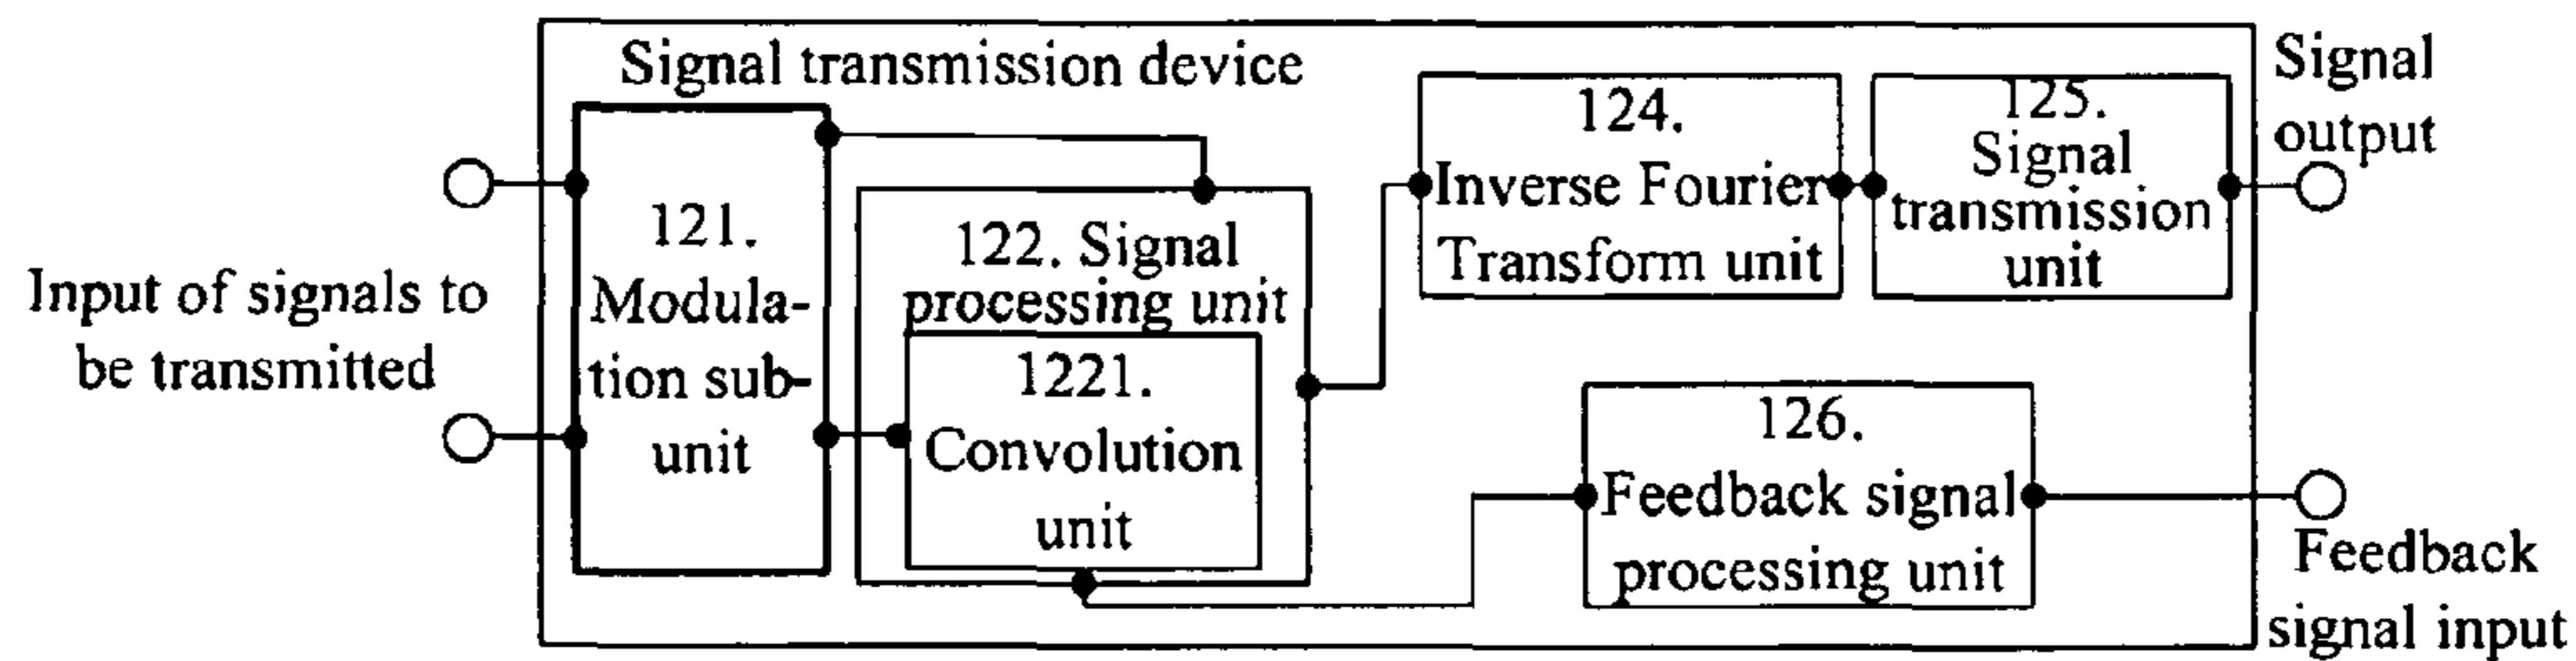 Signal transmission device
Input of signals to
be transmitted
121.
Modula-
tion sub-
unit
122. Signal
processing unit
1221.
Convolution
unit
124.
Inverse Fourier
Transform unit
125.
Signal
transmission
unit
Signal
output
126.
Feedback signal
processing unit
Feedback
signal input